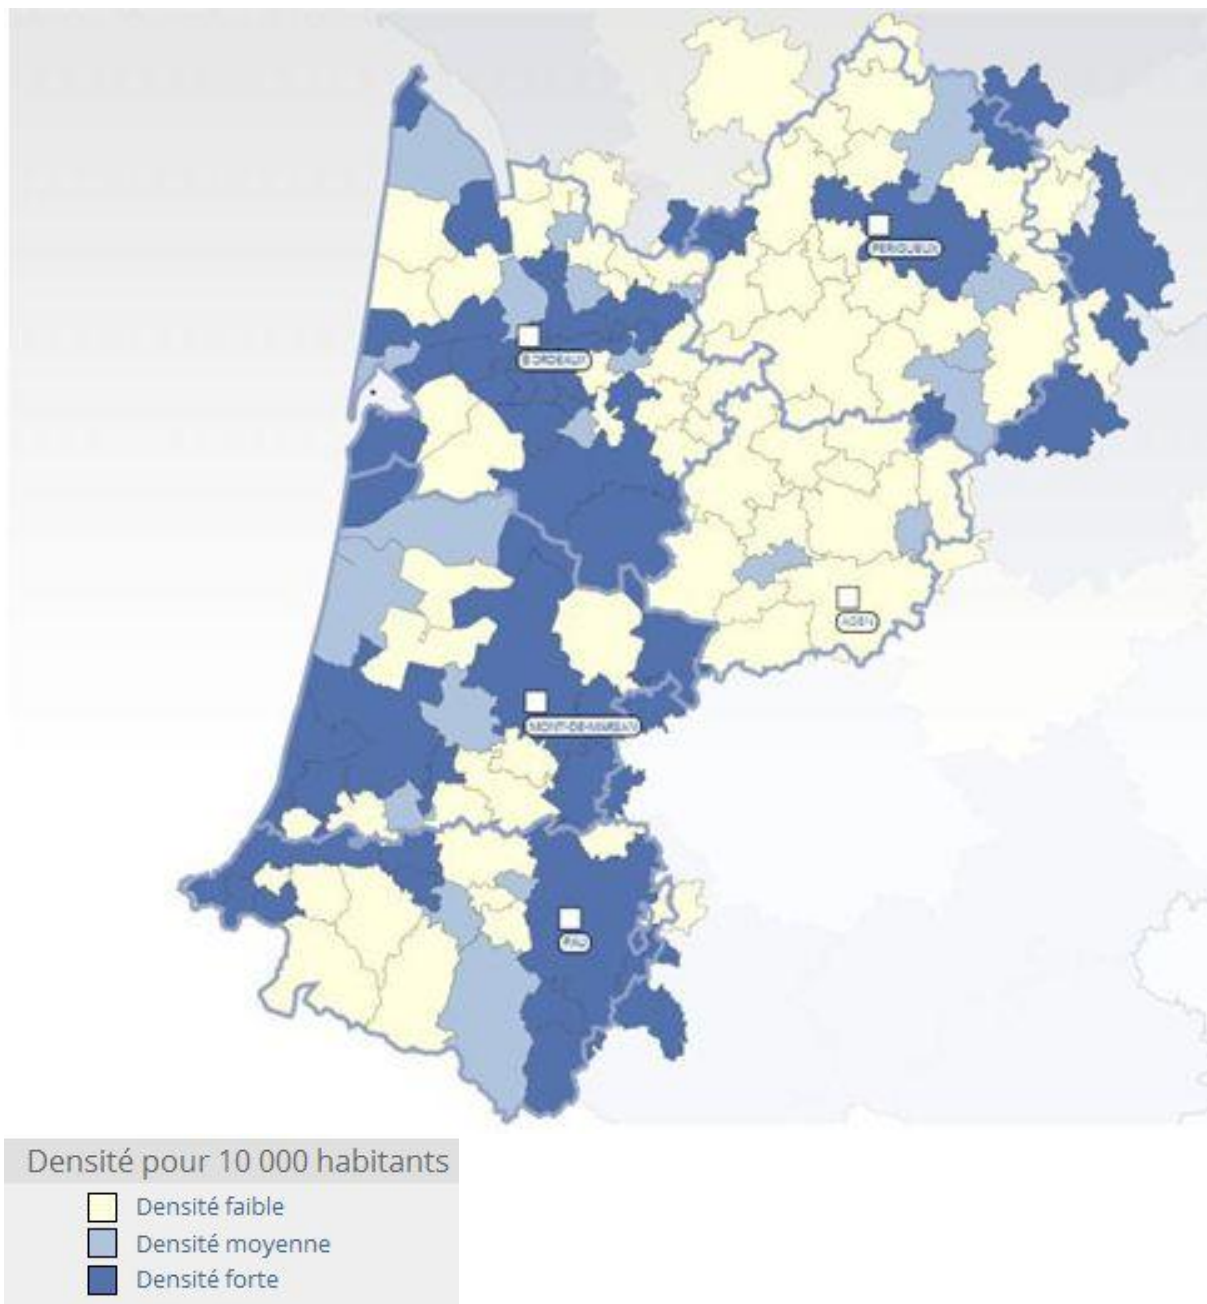 PERIGUEUX
BORDEAUX
AGEN
MONT-DE-MARSAN
PAU
Densité pour 10 000 habitants
Densité faible
Densité moyenne
Densité forte